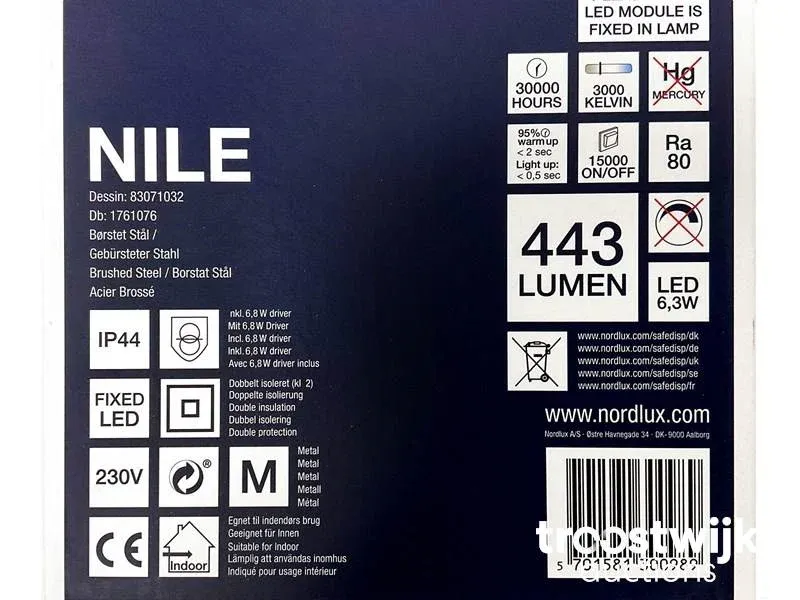 LED MODULE IS
FIXED IN LAMP
30000
HOURS
3000
KELVIN
Hg
MERCURY
95%
warm up
< 2 sec
Light up:
< 0,5 sec
15000
ON/OFF
Ra
80
NILE
Dessin: 83071032
Db: 1761076
Børstet Stål /
Gebürsteter Stahl
Brushed Steel / Borstat Stål
Acier Brossé
443
LUMEN
LED
6,3W
IP44
nkl. 6,8 W driver
Mit 6,8 W Driver
Incl. 6,8 W driver
Inkl. 6,8 W driver
Avec 6,8 W driver inclus
www.nordlux.com/safedisp/dk
www.nordlux.com/safedisp/de
www.nordlux.com/safedisp/uk
www.nordlux.com/safedisp/se
www.nordlux.com/safedisp/fr
FIXED
LED
Dobbelt isoleret (kl 2)
Doppelte isolierung
Double insulation
Dubbel isolering
Double protection
www.nordlux.com
Nordlux A/S · Østre Havnegade 34 · DK-9000 Aalborg
230V
®
M
Metal
Metal
Metal
Metall
Métal
CE
Indoor
Egnet til indendørs brug
Geeignet für Innen
Suitable for Indoor
Lämplig att användas inomhus
Indiqué pour usage intérieur
troostwijk
auctions